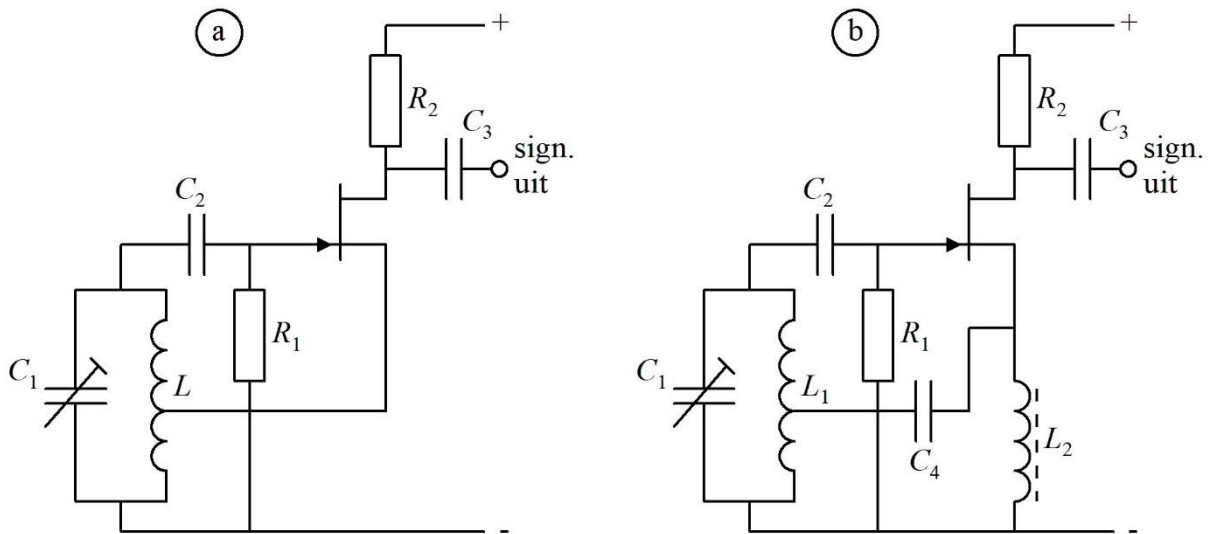 a
+
R2
C3
sign.
uit
C2
R1
C1
L
-
b
+
R2
C3
sign.
uit
C2
R1
C1
L1
C4
L2
-